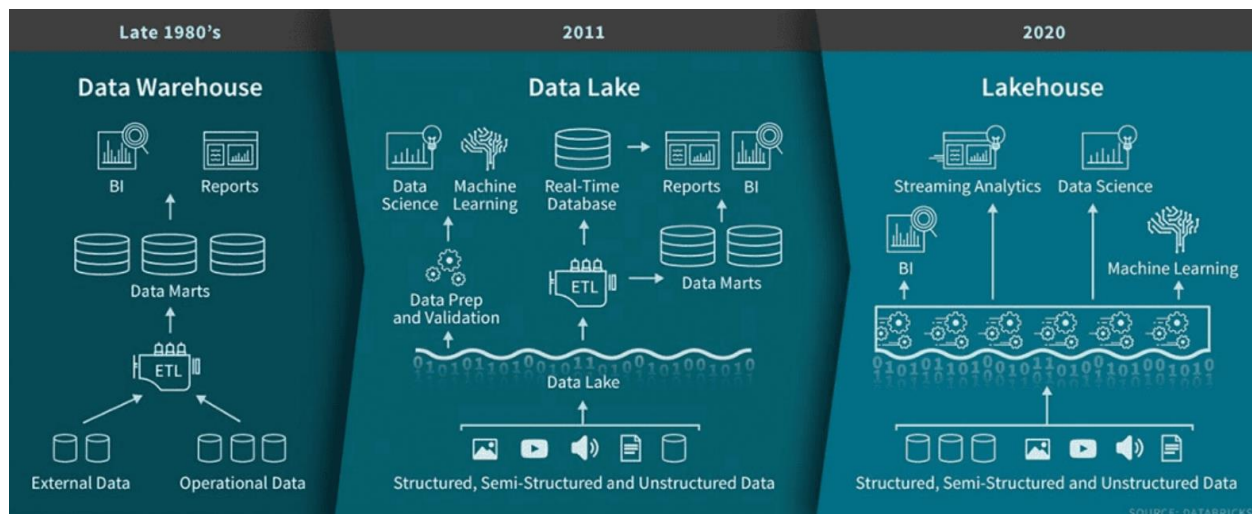 Late 1980's
Data Warehouse
BI
Reports
Data Marts
ETL
External Data
Operational Data
2011
Data Lake
Data
Science
Machine
Learning
Real-Time
Database
Reports
BI
Data Prep
and Validation
ETL
Data Marts
Data Lake
Structured, Semi-Structured and Unstructured Data
2020
Lakehouse
Streaming Analytics
Data Science
BI
Machine Learning
Structured, Semi-Structured and Unstructured Data
SOURCE: DATABRICKS